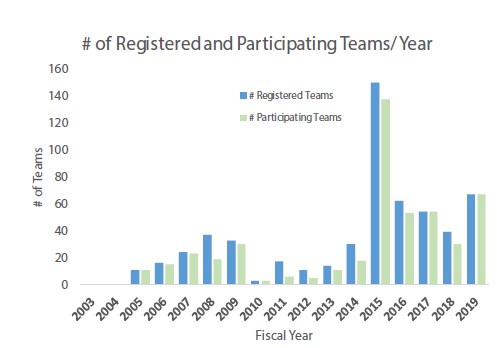 # of Registered and Participating Teams/ Year
160
140
120
100
80
60
40
20
0
# of Teams
# Registered Teams
# Participating Teams
2003 2004 2005 2006 2007 2008 2009 2010 2011 2012 2013 2014 2015 2016 2017 2018 2019
Fiscal Year